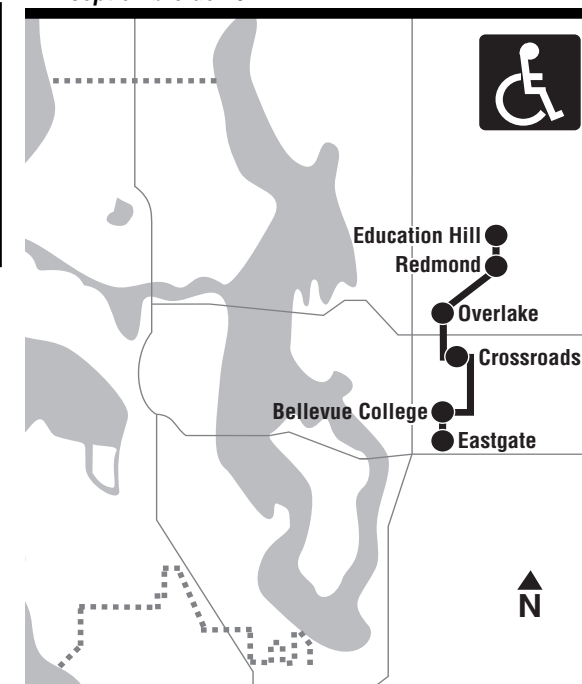 Education Hill
Redmond
Overlake
Crossroads
Bellevue College
Eastgate
N